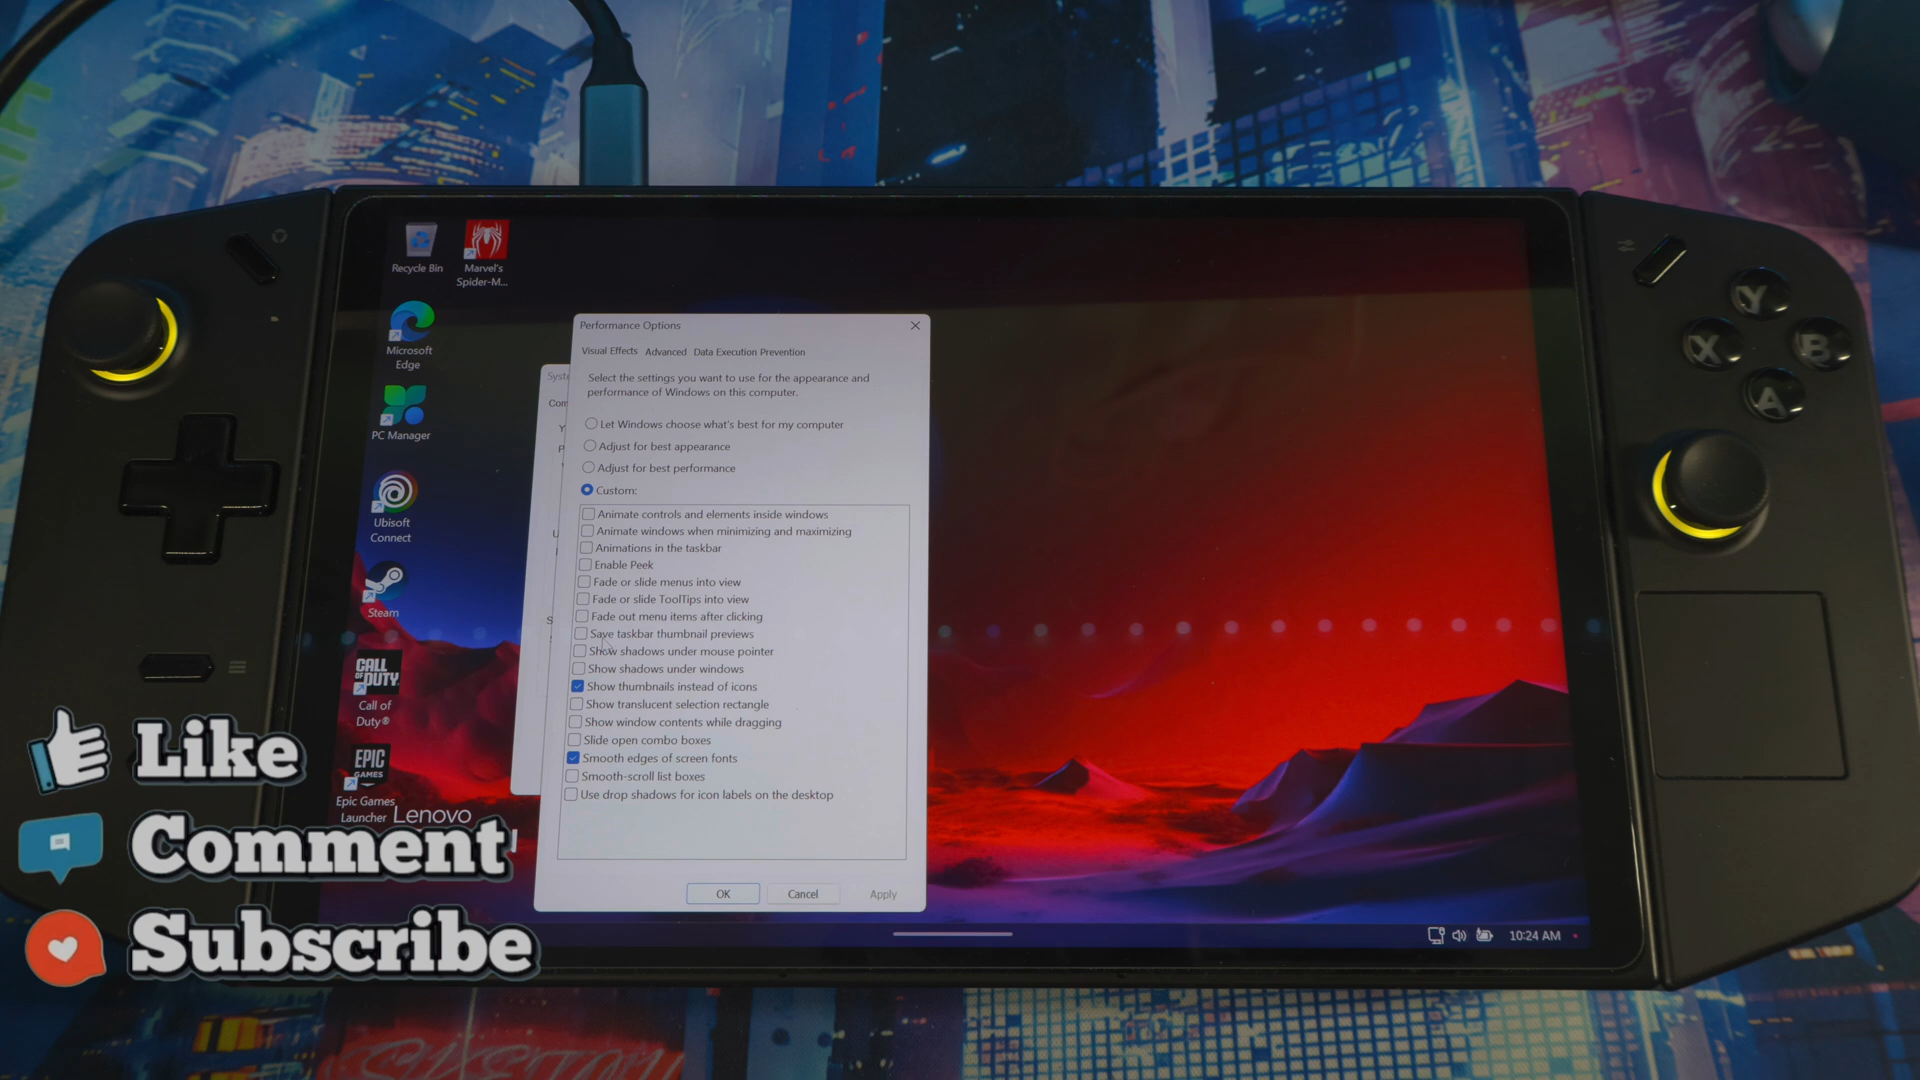 Recycle Bin
Marvel's
Spider-M...
Microsoft
Edge
PC Manager
Ubisoft
Connect
Steam
CALL
OF DUTY
Call of
Duty®
EPIC
GAMES
Epic Games
Launcher
Lenovo
Performance Options
Visual Effects
Advanced
Data Execution Prevention
Select the settings you want to use for the appearance and
performance of Windows on this computer.
Let Windows choose what's best for my computer
Adjust for best appearance
Adjust for best performance
Custom:
Animate controls and elements inside windows
Animate windows when minimizing and maximizing
Animations in the taskbar
Enable Peek
Fade or slide menus into view
Fade or slide ToolTips into view
Fade out menu items after clicking
Save taskbar thumbnail previews
Show shadows under mouse pointer
Show shadows under windows
Show thumbnails instead of icons
Show translucent selection rectangle
Show window contents while dragging
Slide open combo boxes
Smooth edges of screen fonts
Smooth-scroll list boxes
Use drop shadows for icon labels on the desktop
OK
Cancel
Apply
10:24 AM
Y
X
B
A
Like
Comment
Subscribe